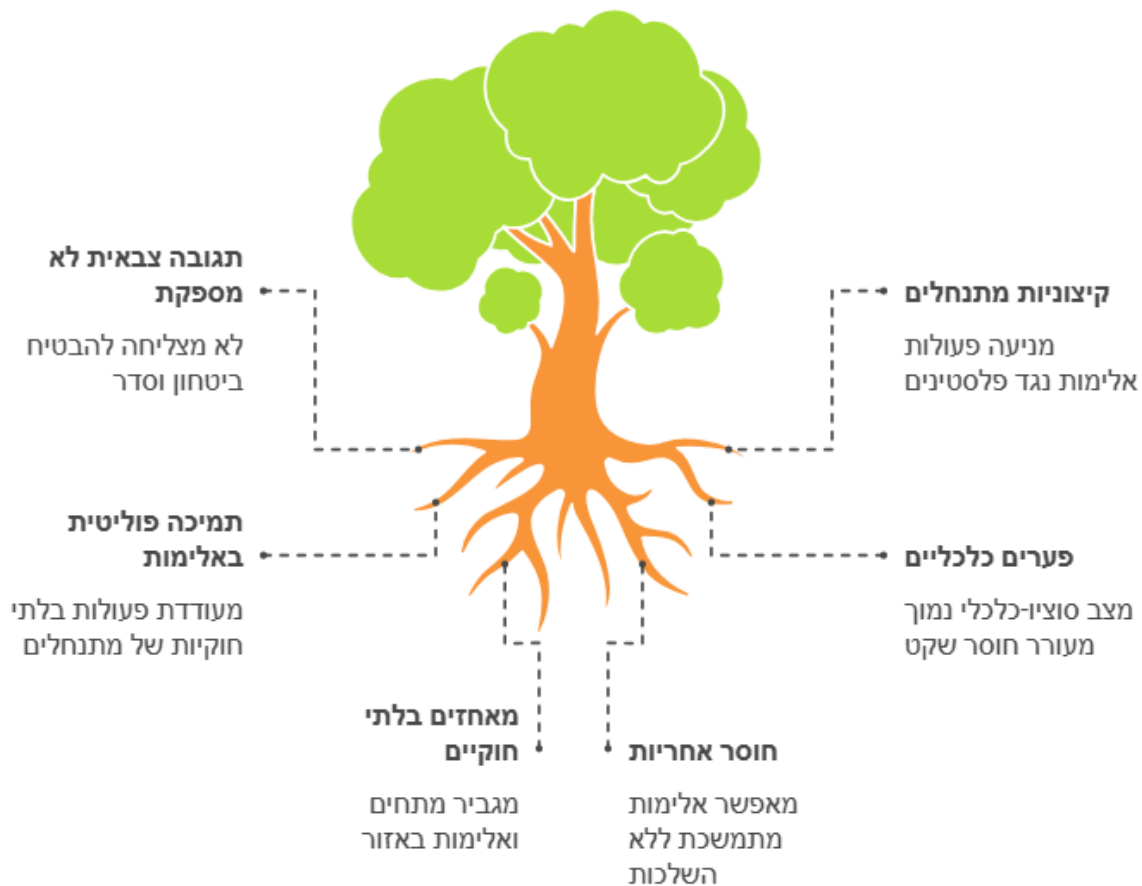 תגובה צבאית לא
מספקת
לא מצליחה להבטיח
ביטחון וסדר
קיצוניות מתנחלים
מניעה פעולות
אלימות נגד פלסטינים
תמיכה פוליטית
באלימות
מעודדת פעולות בלתי
חוקיות של מתנחלים
פערים כלכליים
מצב סוציו-כלכלי נמוך
מעורר חוסר שקט
מאחזים בלתי
חוקיים
מגביר מתחים
ואלימות באזור
חוסר אחריות
מאפשר אלימות
מתמשכת ללא
השלכות